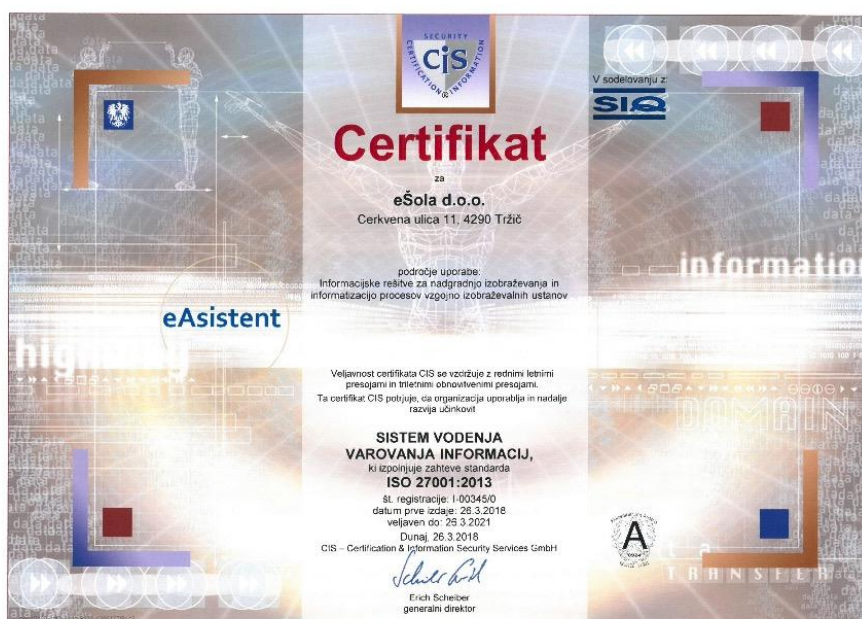 SECURITY
CERTIFICATION & INFORMATION
CiS
V sodelovanju z:
SIQ
Certifikat
za
eŠola d.o.o.
Cerkvena ulica 11, 4290 Tržič
področje uporabe:
Informacijske rešitve za nadgradnjo izobraževanja in
informatizacijo procesov vzgojno izobraževalnih ustanov
information
eAsistent
Veljavnost certifikata CIS se vzdržuje z rednimi letnimi
presojami in triletnimi obnovitvenimi presojami.
Ta certifikat CIS potrjuje, da organizacija uporablja in nadalje
razvija učinkovit
DOMAIN
SISTEM VODENJA
VAROVANJA INFORMACIJ,
ki izpolnjuje zahteve standarda
ISO 27001:2013
št. registracije: I-00345/0
datum prve izdaje: 26.3.2018
veljaven do: 26.3.2021
Dunaj, 26.3.2018
CIS – Certification & Information Security Services GmbH
A
TRANSFER
Erich Scheiber
generalni direktor